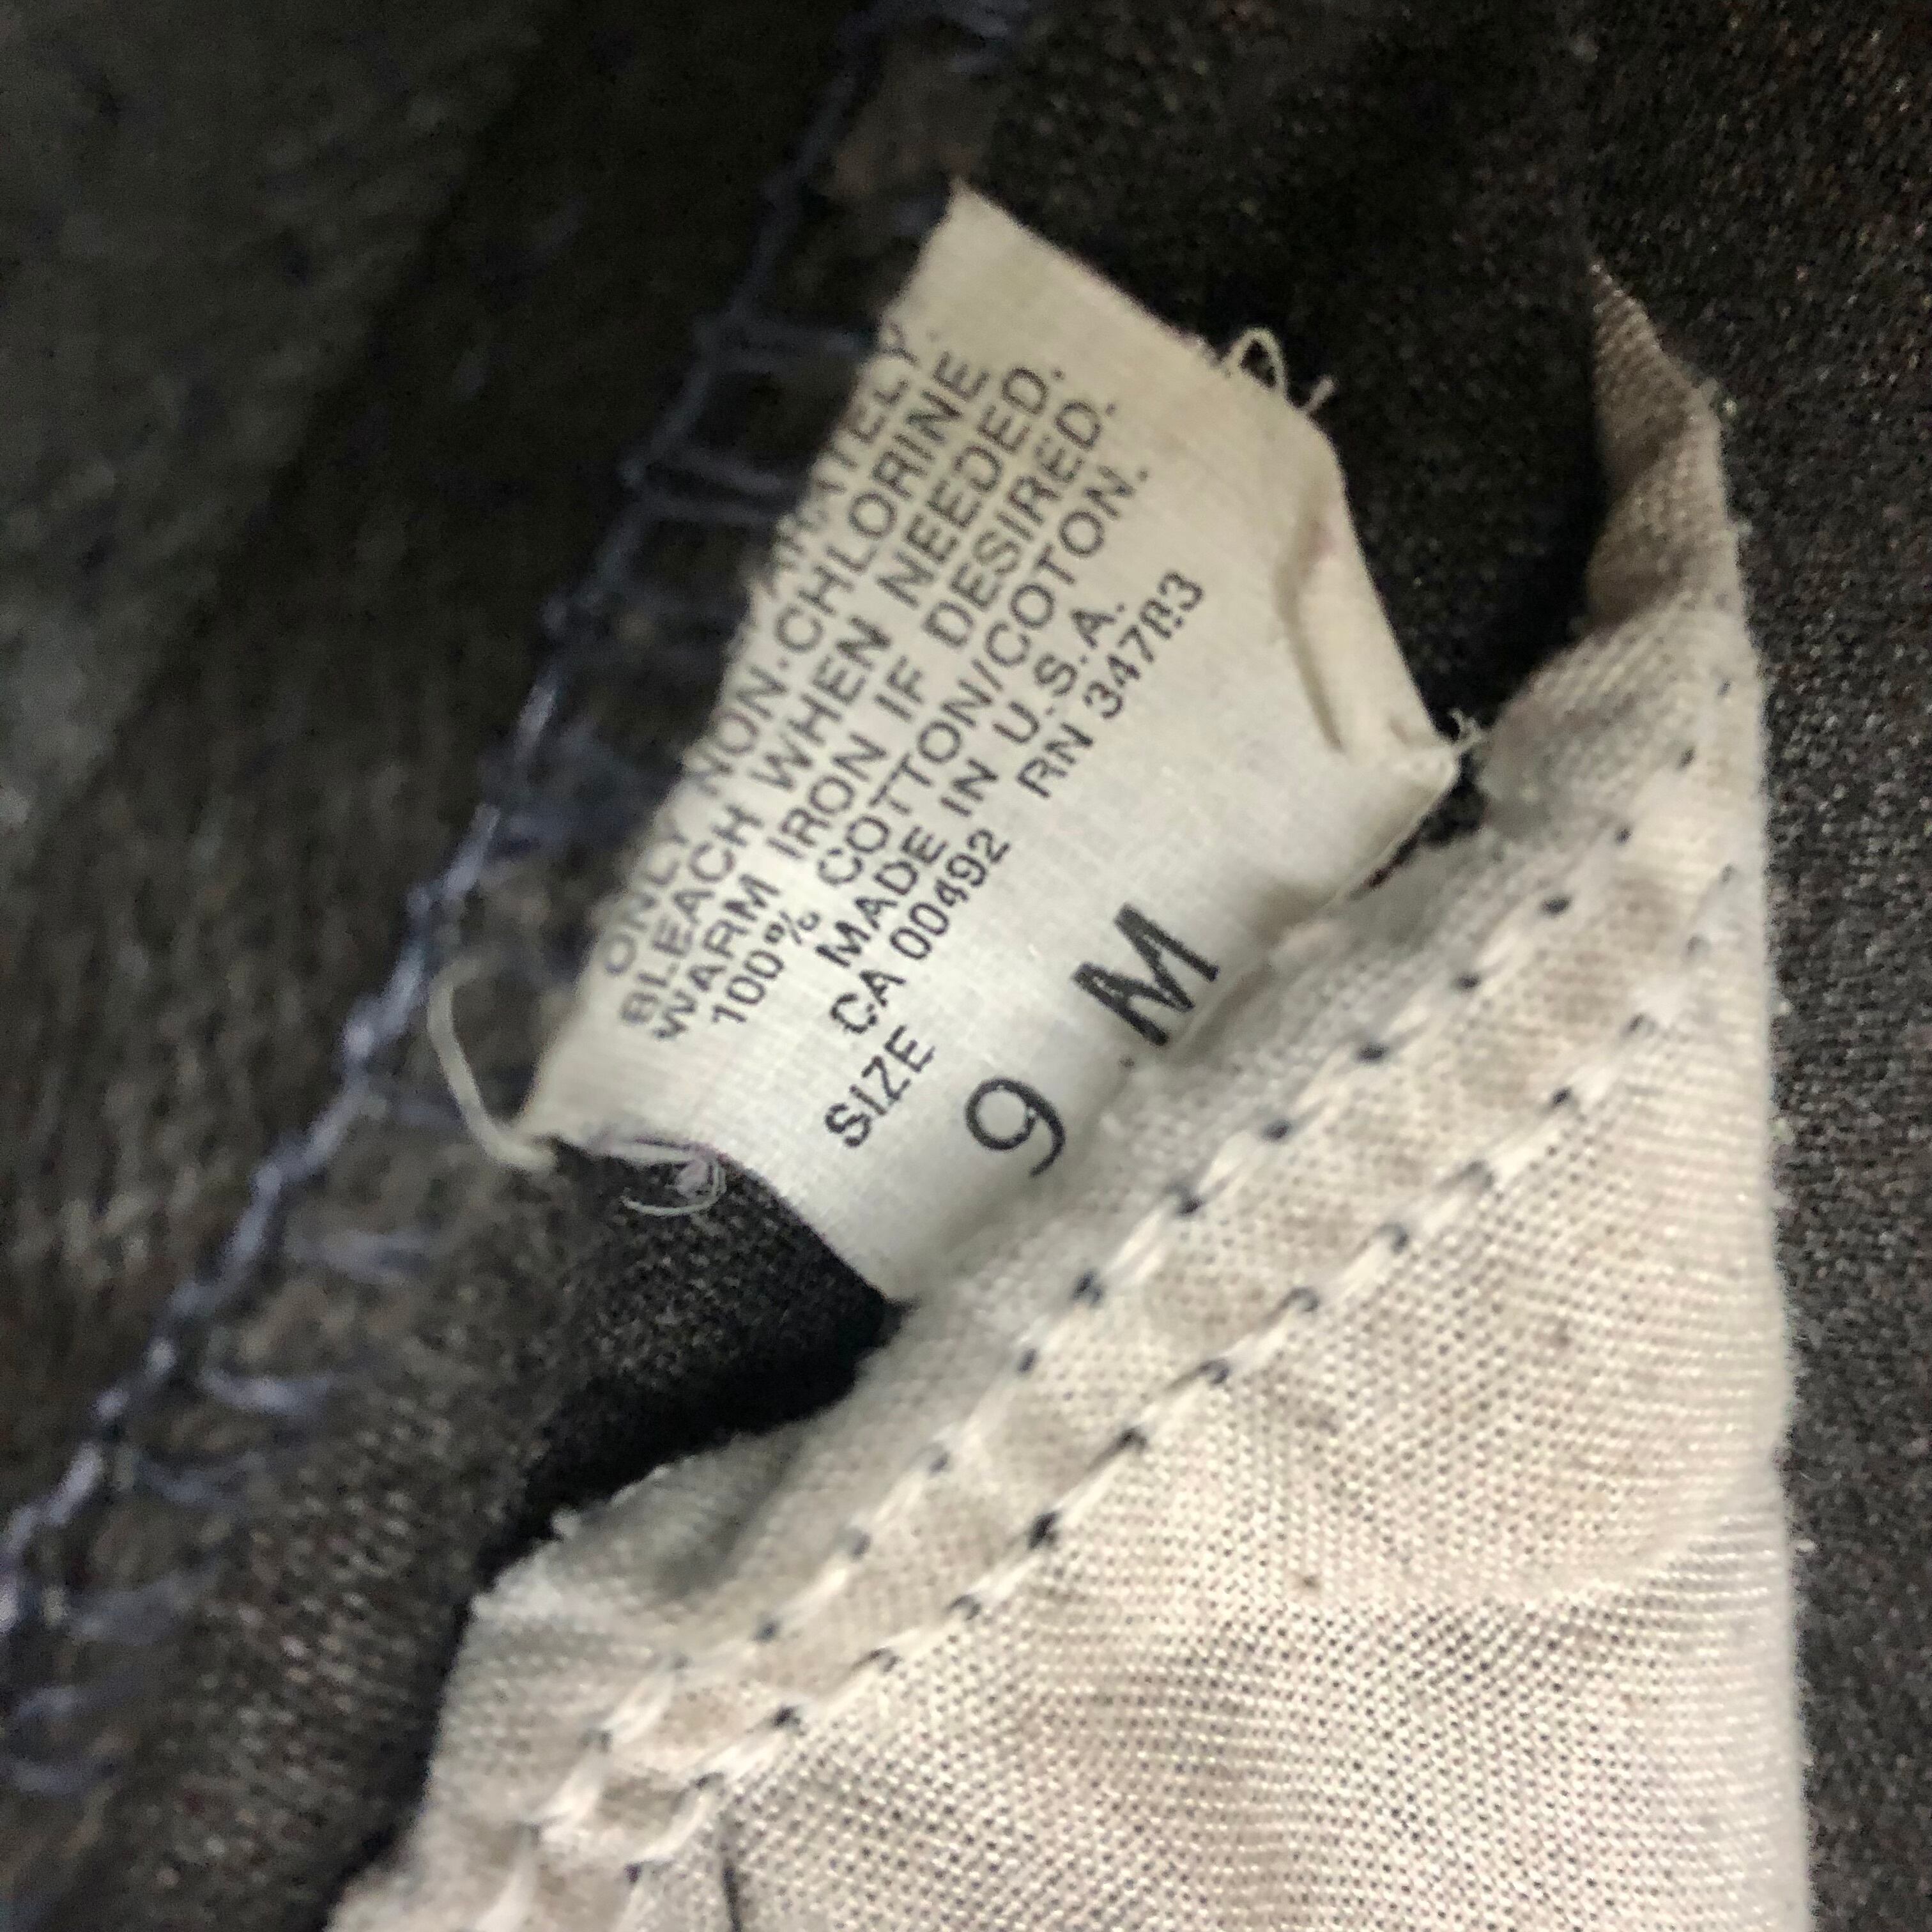 ONLY NON-CHLORINE
BLEACH WHEN NEEDED.
WARM IRON IF DESIRED.
100% COTTON/COTON.
MADE IN U.S.A.
CA 00492 RN 34783
SIZE
9 M